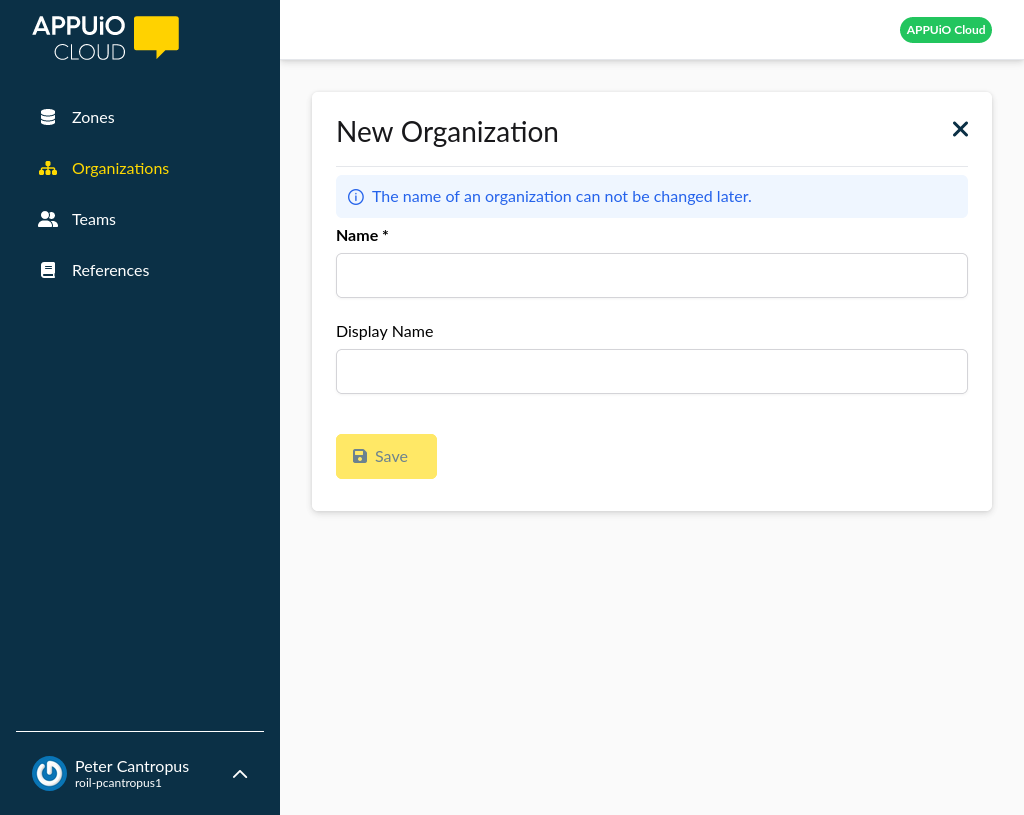 APPUiO
CLOUD
APPUiO Cloud
Zones
Organizations
Teams
References
New Organization
The name of an organization can not be changed later.
Name *
Display Name
Save
Peter Cantropus
roil-pcantropus1